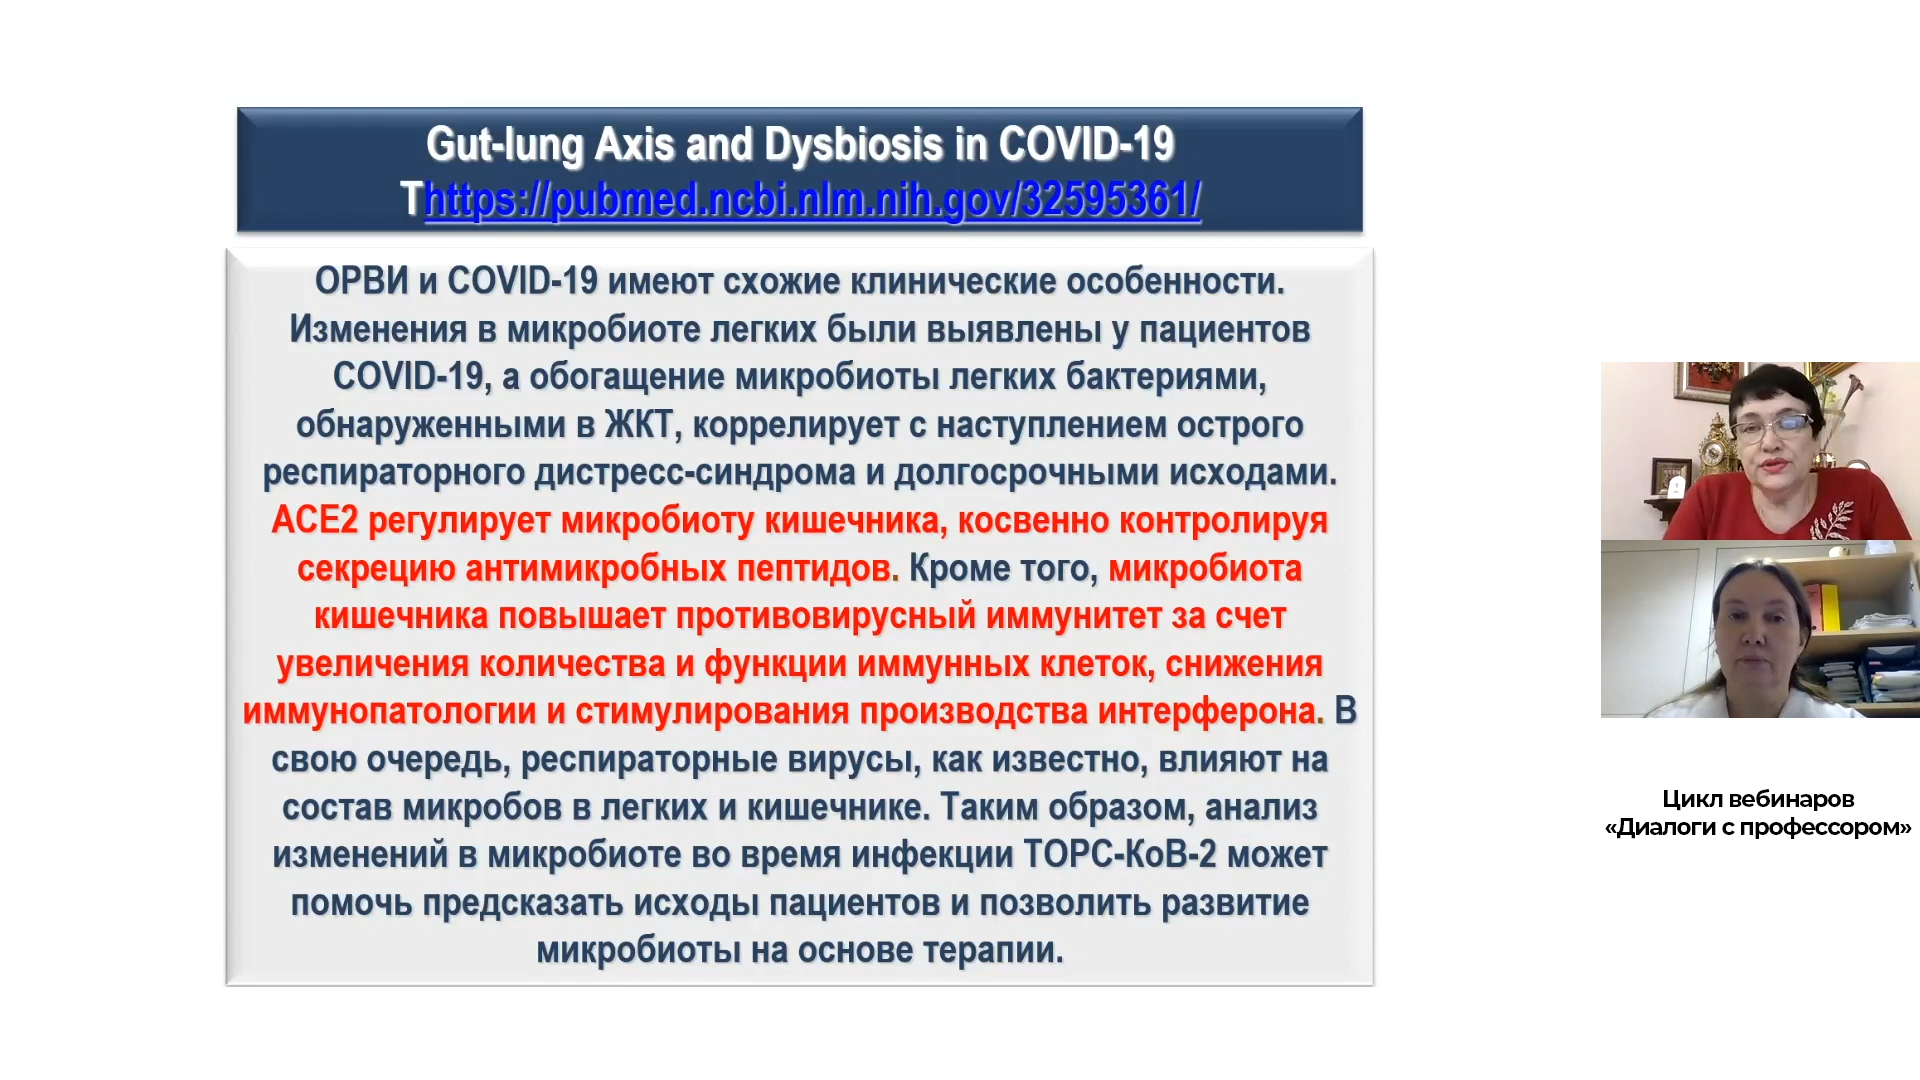 Gut-lung Axis and Dysbiosis in COVID-19
Thttps://pubmed.ncbi.nlm.nih.gov/32595361/
ОРВИ и COVID-19 имеют схожие клинические особенности.
Изменения в микробиоте легких были выявлены у пациентов
COVID-19, а обогащение микробиоты легких бактериями,
обнаруженными в ЖКТ, коррелирует с наступлением острого
респираторного дистресс-синдрома и долгосрочными исходами.
ACE2 регулирует микробиоту кишечника, косвенно контролируя
секрецию антимикробных пептидов. Кроме того, микробиота
кишечника повышает противовирусный иммунитет за счет
увеличения количества и функции иммунных клеток, снижения
иммунопатологии и стимулирования производства интерферона. В
свою очередь, респираторные вирусы, как известно, влияют на
состав микробов в легких и кишечнике. Таким образом, анализ
изменений в микробиоте во время инфекции ТОРС-КоВ-2 может
помочь предсказать исходы пациентов и позволить развитие
микробиоты на основе терапии.
Цикл вебинаров
«Диалоги с профессором»